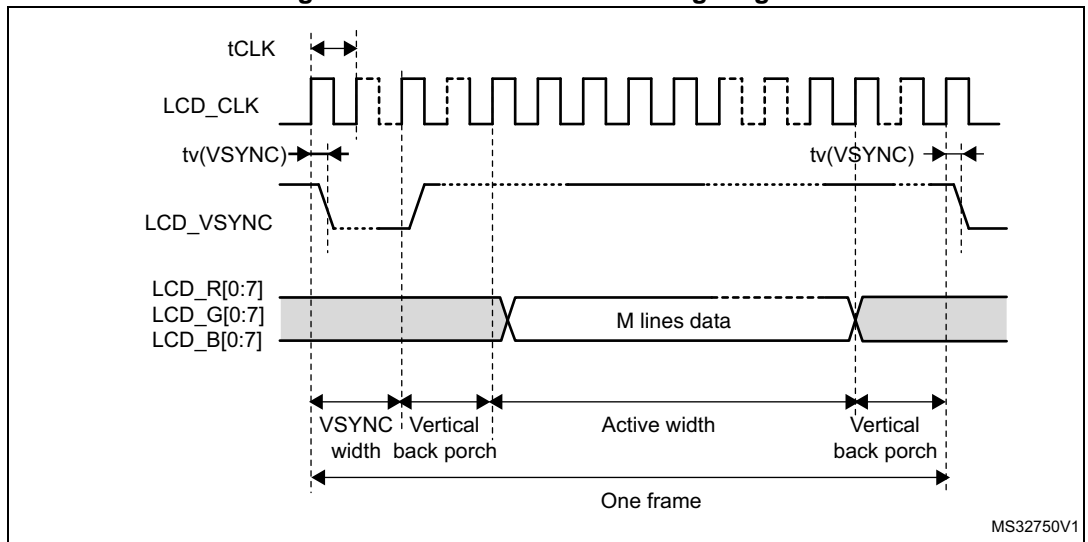 tCLK
LCD_CLK
tv(VSYNC)
tv(VSYNC)
LCD_VSYNC
LCD_R[0:7]
LCD_G[0:7]
LCD_B[0:7]
M lines data
VSYNC width
Vertical back porch
Active width
Vertical back porch
One frame
MS32750V1